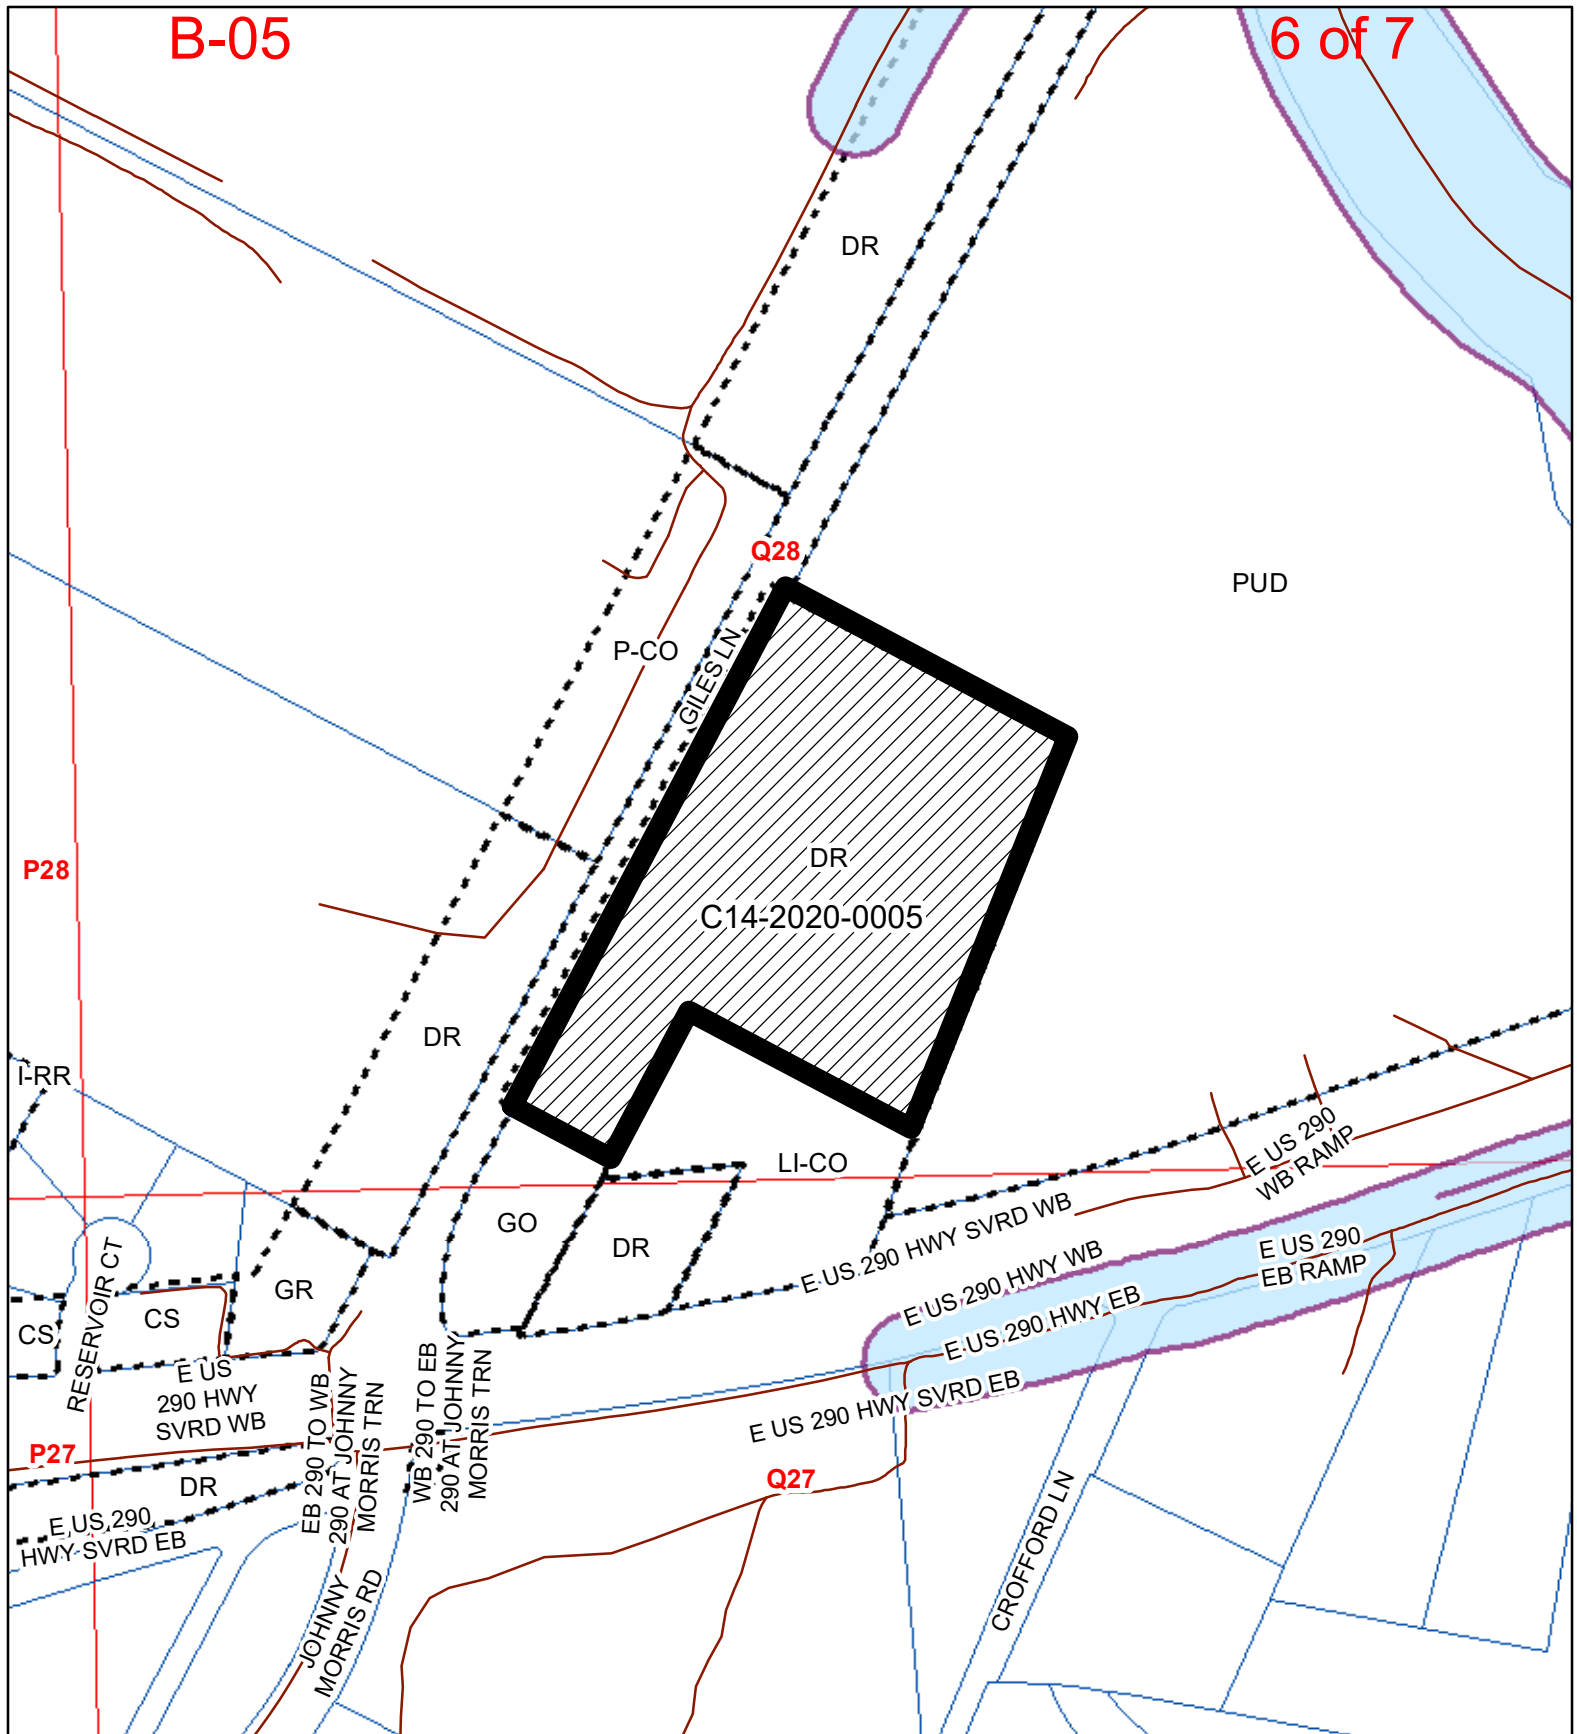 B-05
6 of 7
DR
Q28
PUD
P-CO
GILES LN
DR
P28
C14-2020-0005
DR
I-RR
E US 290
WB RAMP
LI-CO
GO
DR
E US 290 HWY SVRD WB
E US 290 HWY WB
E US 290
EB RAMP
RESERVOIR CT
GR
CS
CS
E US 290 HWY EB
E US
290 HWY
SVRD WB
EB 290 TO WB
290 AT JOHNNY
MORRIS TRN
WB 290 TO EB
290 AT JOHNNY
MORRIS TRN
E US 290 HWY SVRD EB
P27
Q27
DR
E US 290
HWY SVRD EB
CROFFORD LN
JOHNNY
MORRIS RD